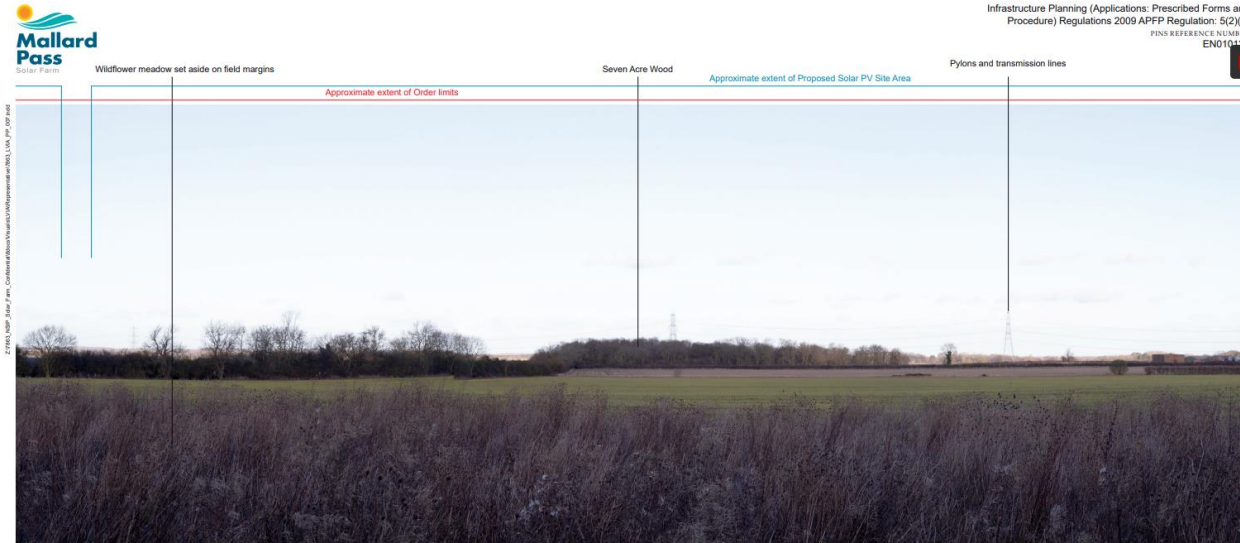 Infrastructure Planning (Applications: Prescribed Forms an
Procedure) Regulations 2009 APFP Regulation: 5(2)(
PINS REFERENCE NUMB
EN0101
Mallard
Pass
Solar Farm
Wildflower meadow set aside on field margins
Seven Acre Wood
Pylons and transmission lines
Approximate extent of Proposed Solar PV Site Area
Approximate extent of Order limits